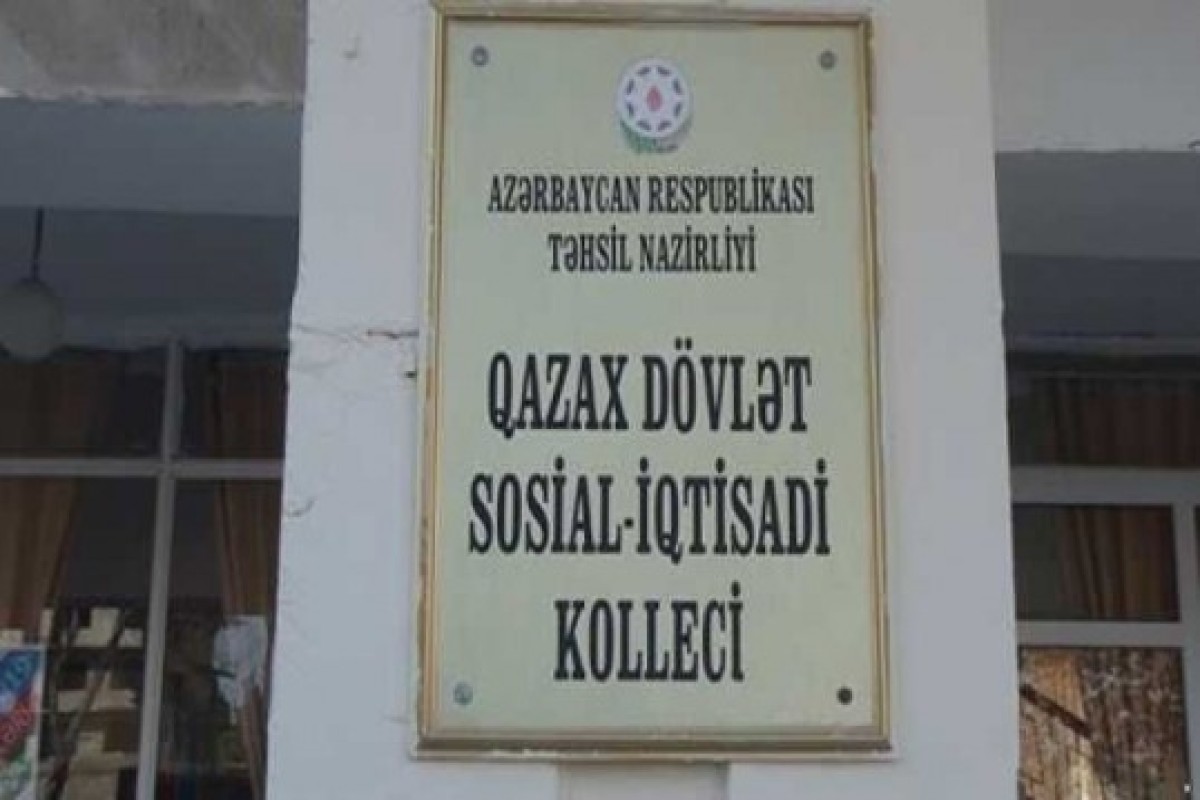 AZƏRBAYCAN RESPUBLİKASI
TƏHSİL NAZİRLİYİ
QAZAX DÖVLƏT
SOSİAL-İQTİSADİ
KOLLECİ